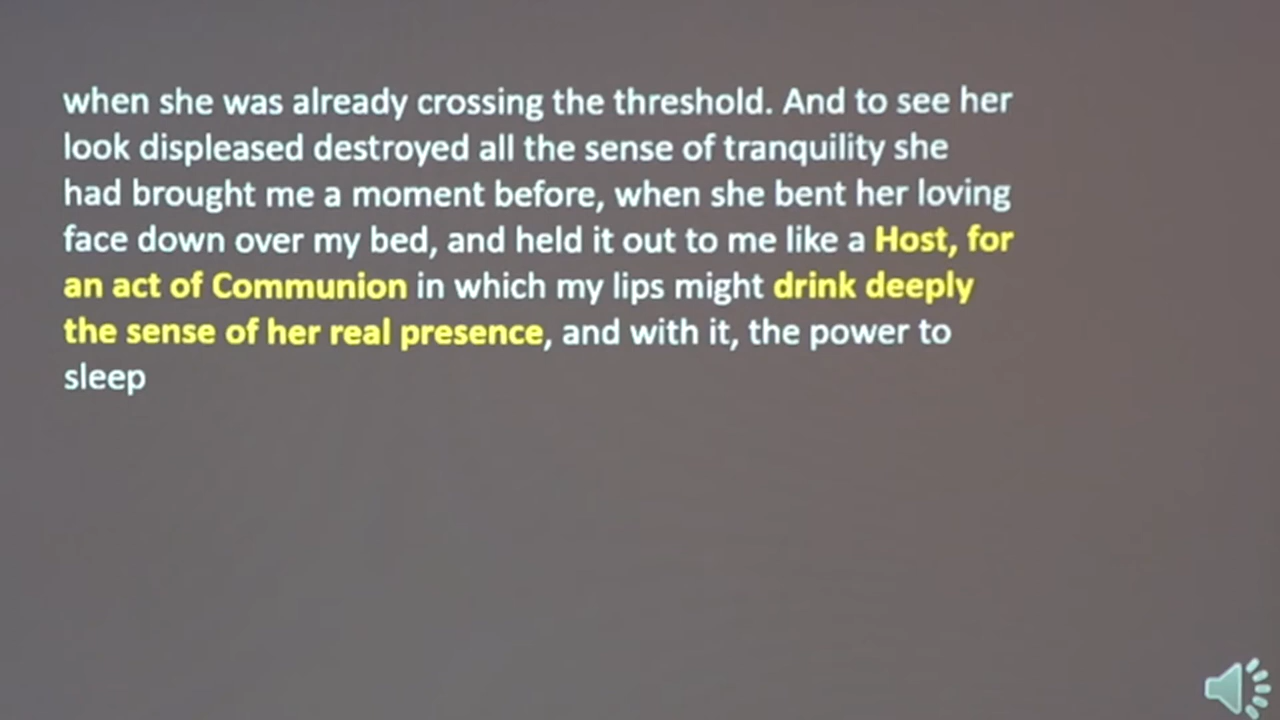 when she was already crossing the threshold. And to see her
look displeased destroyed all the sense of tranquility she
had brought me a moment before, when she bent her loving
face down over my bed, and held it out to me like a Host, for
an act of Communion in which my lips might drink deeply
the sense of her real presence, and with it, the power to
sleep